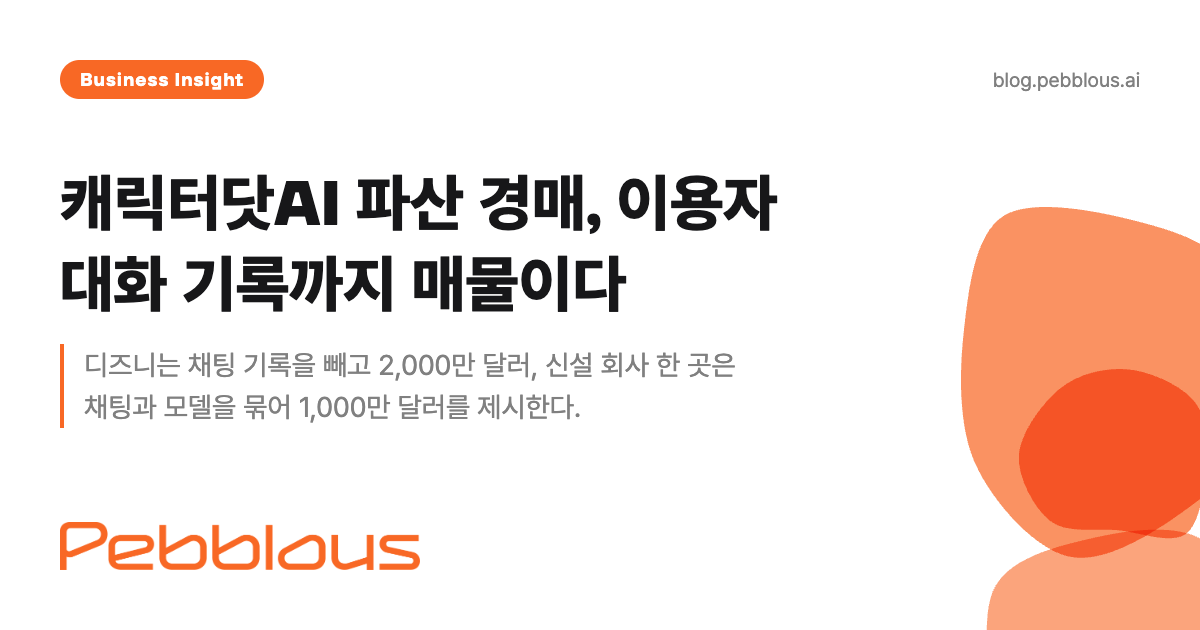 Business Insight
blog.pebblous.ai
캐릭터닷AI 파산 경매, 이용자
대화 기록까지 매물이다
디즈니는 채팅 기록을 빼고 2,000만 달러, 신설 회사 한 곳은
채팅과 모델을 묶어 1,000만 달러를 제시한다.
Pebblous